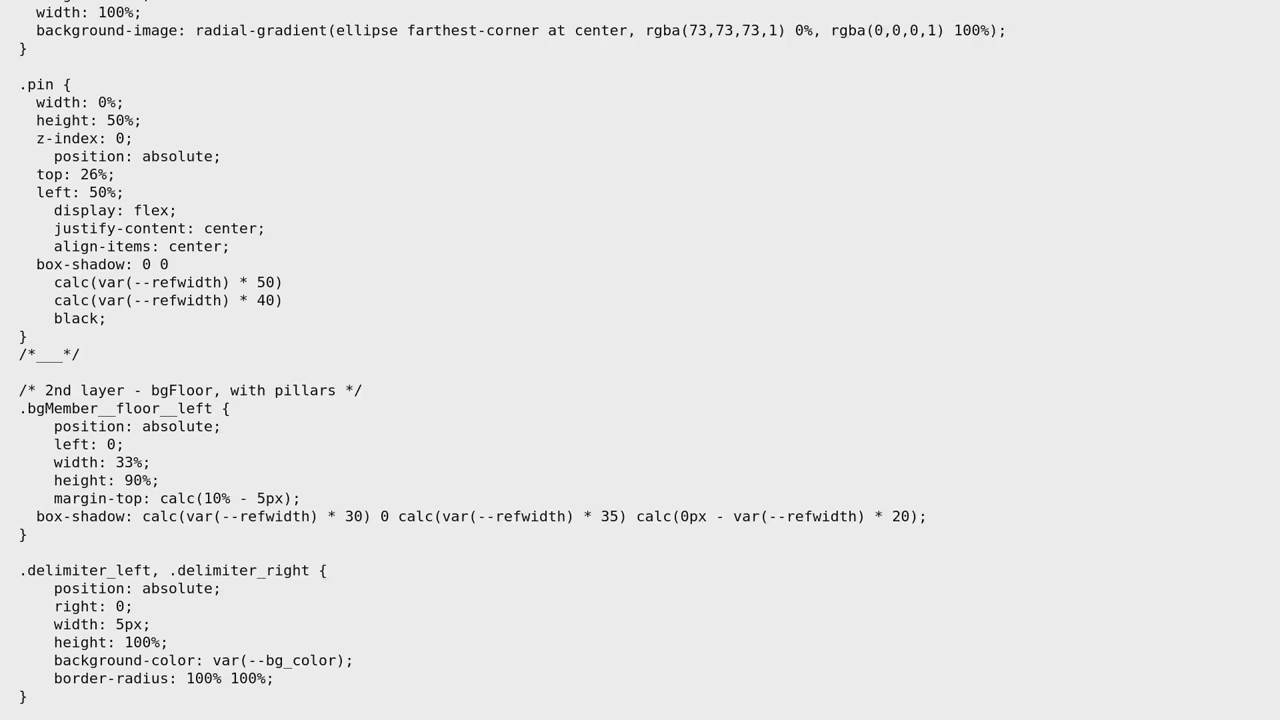 width: 100%;
background-image: radial-gradient(ellipse farthest-corner at center, rgba(73,73,73,1) 0%, rgba(0,0,0,1) 100%);
}
.pin {
width: 0%;
height: 50%;
z-index: 0;
position: absolute;
top: 26%;
left: 50%;
display: flex;
justify-content: center;
align-items: center;
box-shadow: 0 0
calc(var(--refwidth) * 50)
calc(var(--refwidth) * 40)
black;
}
/*___*/
/* 2nd layer - bgFloor, with pillars */
.bgMember__floor__left {
position: absolute;
left: 0;
width: 33%;
height: 90%;
margin-top: calc(10% - 5px);
box-shadow: calc(var(--refwidth) * 30) 0 calc(var(--refwidth) * 35) calc(0px - var(--refwidth) * 20);
}
.delimiter_left, .delimiter_right {
position: absolute;
right: 0;
width: 5px;
height: 100%;
background-color: var(--bg_color);
border-radius: 100% 100%;
}